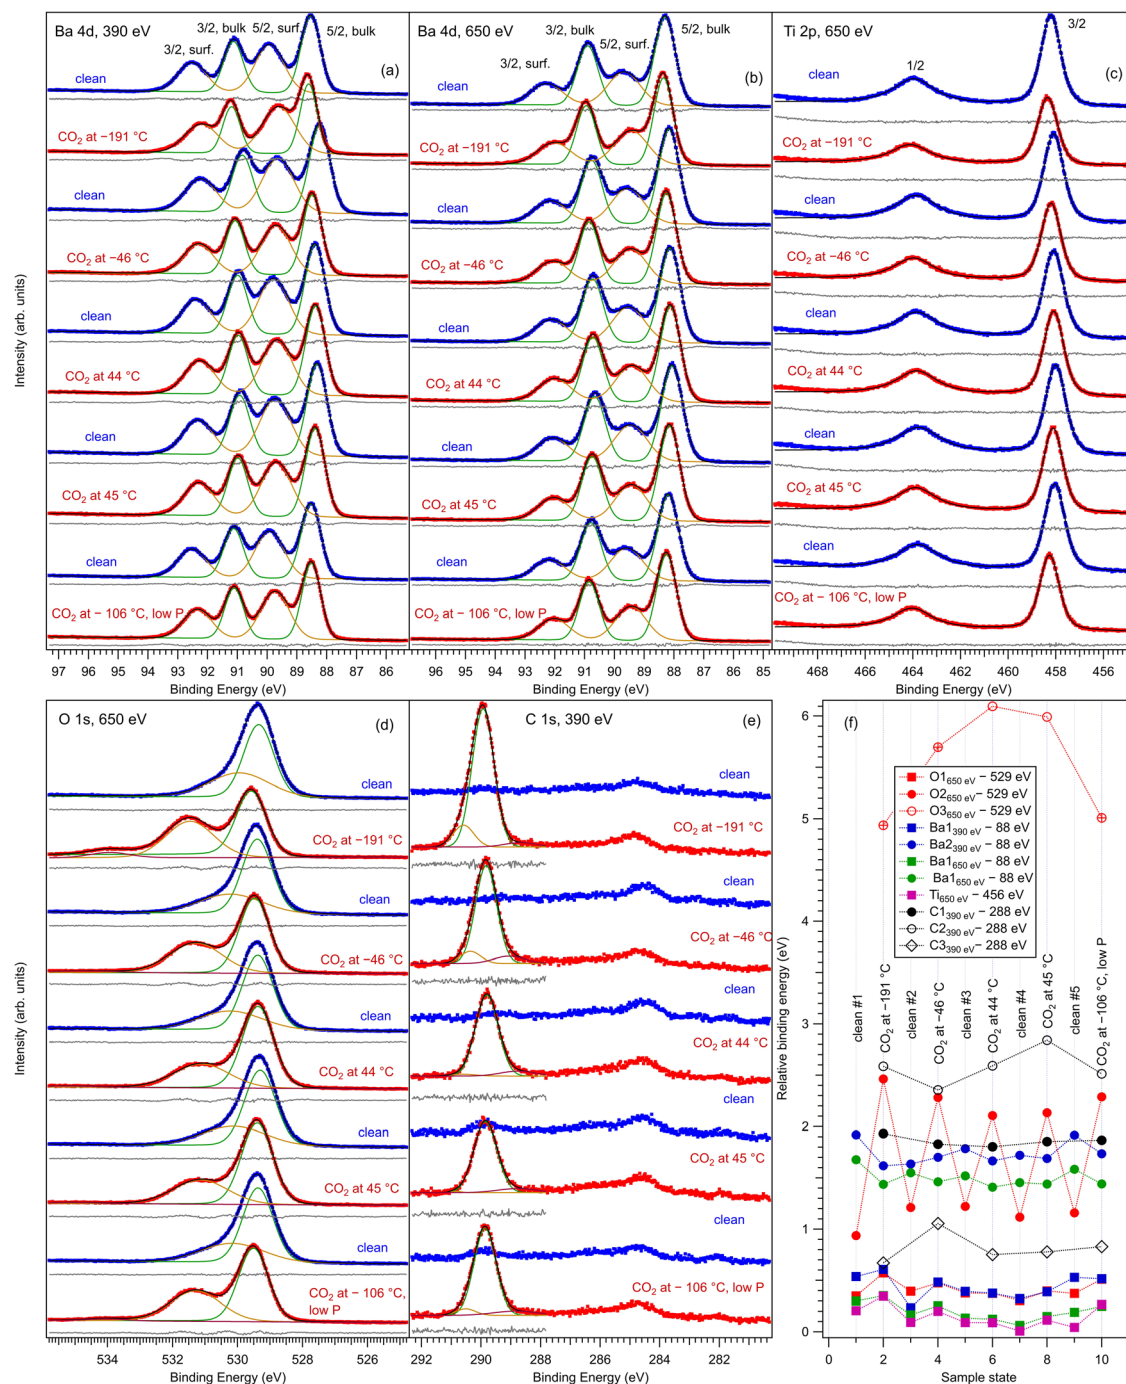 Ba 4d, 390 eV
3/2, surf.
3/2, bulk
5/2, surf.
5/2, bulk
(a)
clean
CO2 at −191 °C
clean
CO2 at −46 °C
clean
CO2 at 44 °C
clean
CO2 at 45 °C
clean
CO2 at − 106 °C, low P
Intensity (arb. units)
97 96 95 94 93 92 91 90 89 88 87 86
Binding Energy (eV)
Ba 4d, 650 eV
3/2, surf.
3/2, bulk
5/2, surf.
5/2, bulk
(b)
clean
CO2 at −191 °C
clean
CO2 at −46 °C
clean
CO2 at 44 °C
clean
CO2 at 45 °C
clean
CO2 at − 106 °C, low P
96 95 94 93 92 91 90 89 88 87 86 85
Binding Energy (eV)
Ti 2p, 650 eV
1/2
3/2
(c)
clean
CO2 at −191 °C
clean
CO2 at −46 °C
clean
CO2 at 44 °C
clean
CO2 at 45 °C
clean
CO2 at − 106 °C, low P
468 466 464 462 460 458 456
Binding Energy (eV)
O 1s, 650 eV
(d)
clean
CO2 at −191 °C
clean
CO2 at −46 °C
clean
CO2 at 44 °C
clean
CO2 at 45 °C
clean
CO2 at − 106 °C,
low P
Intensity (arb. units)
534 532 530 528 526
Binding Energy (eV)
C 1s, 390 eV
(e)
clean
CO2 at −191 °C
clean
CO2 at −46 °C
clean
CO2 at 44 °C
clean
CO2 at 45 °C
clean
CO2 at − 106 °C, low P
292 290 288 286 284 282
Binding Energy (eV)
(f)
O1650 eV − 529 eV
O2650 eV − 529 eV
O3650 eV − 529 eV
Ba1390 eV − 88 eV
Ba2390 eV − 88 eV
Ba1650 eV − 88 eV
Ba1650 eV − 88 eV
Ti650 eV − 456 eV
C1390 eV − 288 eV
C2390 eV − 288 eV
C3390 eV − 288 eV
clean #1
CO2 at −191 °C
clean #2
CO2 at −46 °C
clean #3
CO2 at 44 °C
clean #4
CO2 at 45 °C
clean #5
CO2 at −106 °C, low P
Relative binding energy (eV)
6
5
4
3
2
1
0
0 2 4 6 8 10
Sample state